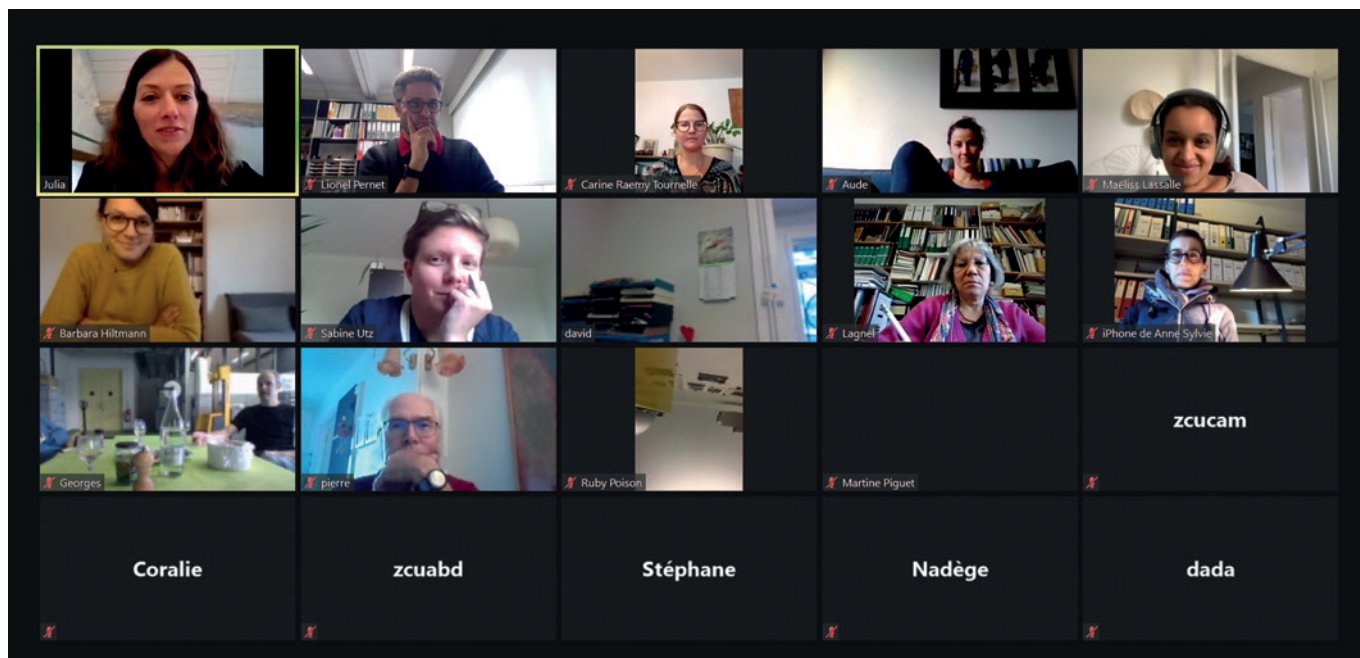 Julia
Lionel Pernet
Carine Raemy Tournelle
Aude
Maëliss Lassalle
Barbara Hiltmann
Sabine Utz
david
Lagnel
iPhone de Anne Sylvie
Georges
pierre
Ruby Poison
Martine Piguet
zcucam
Coralie
zcuabd
Stéphane
Nadège
dada